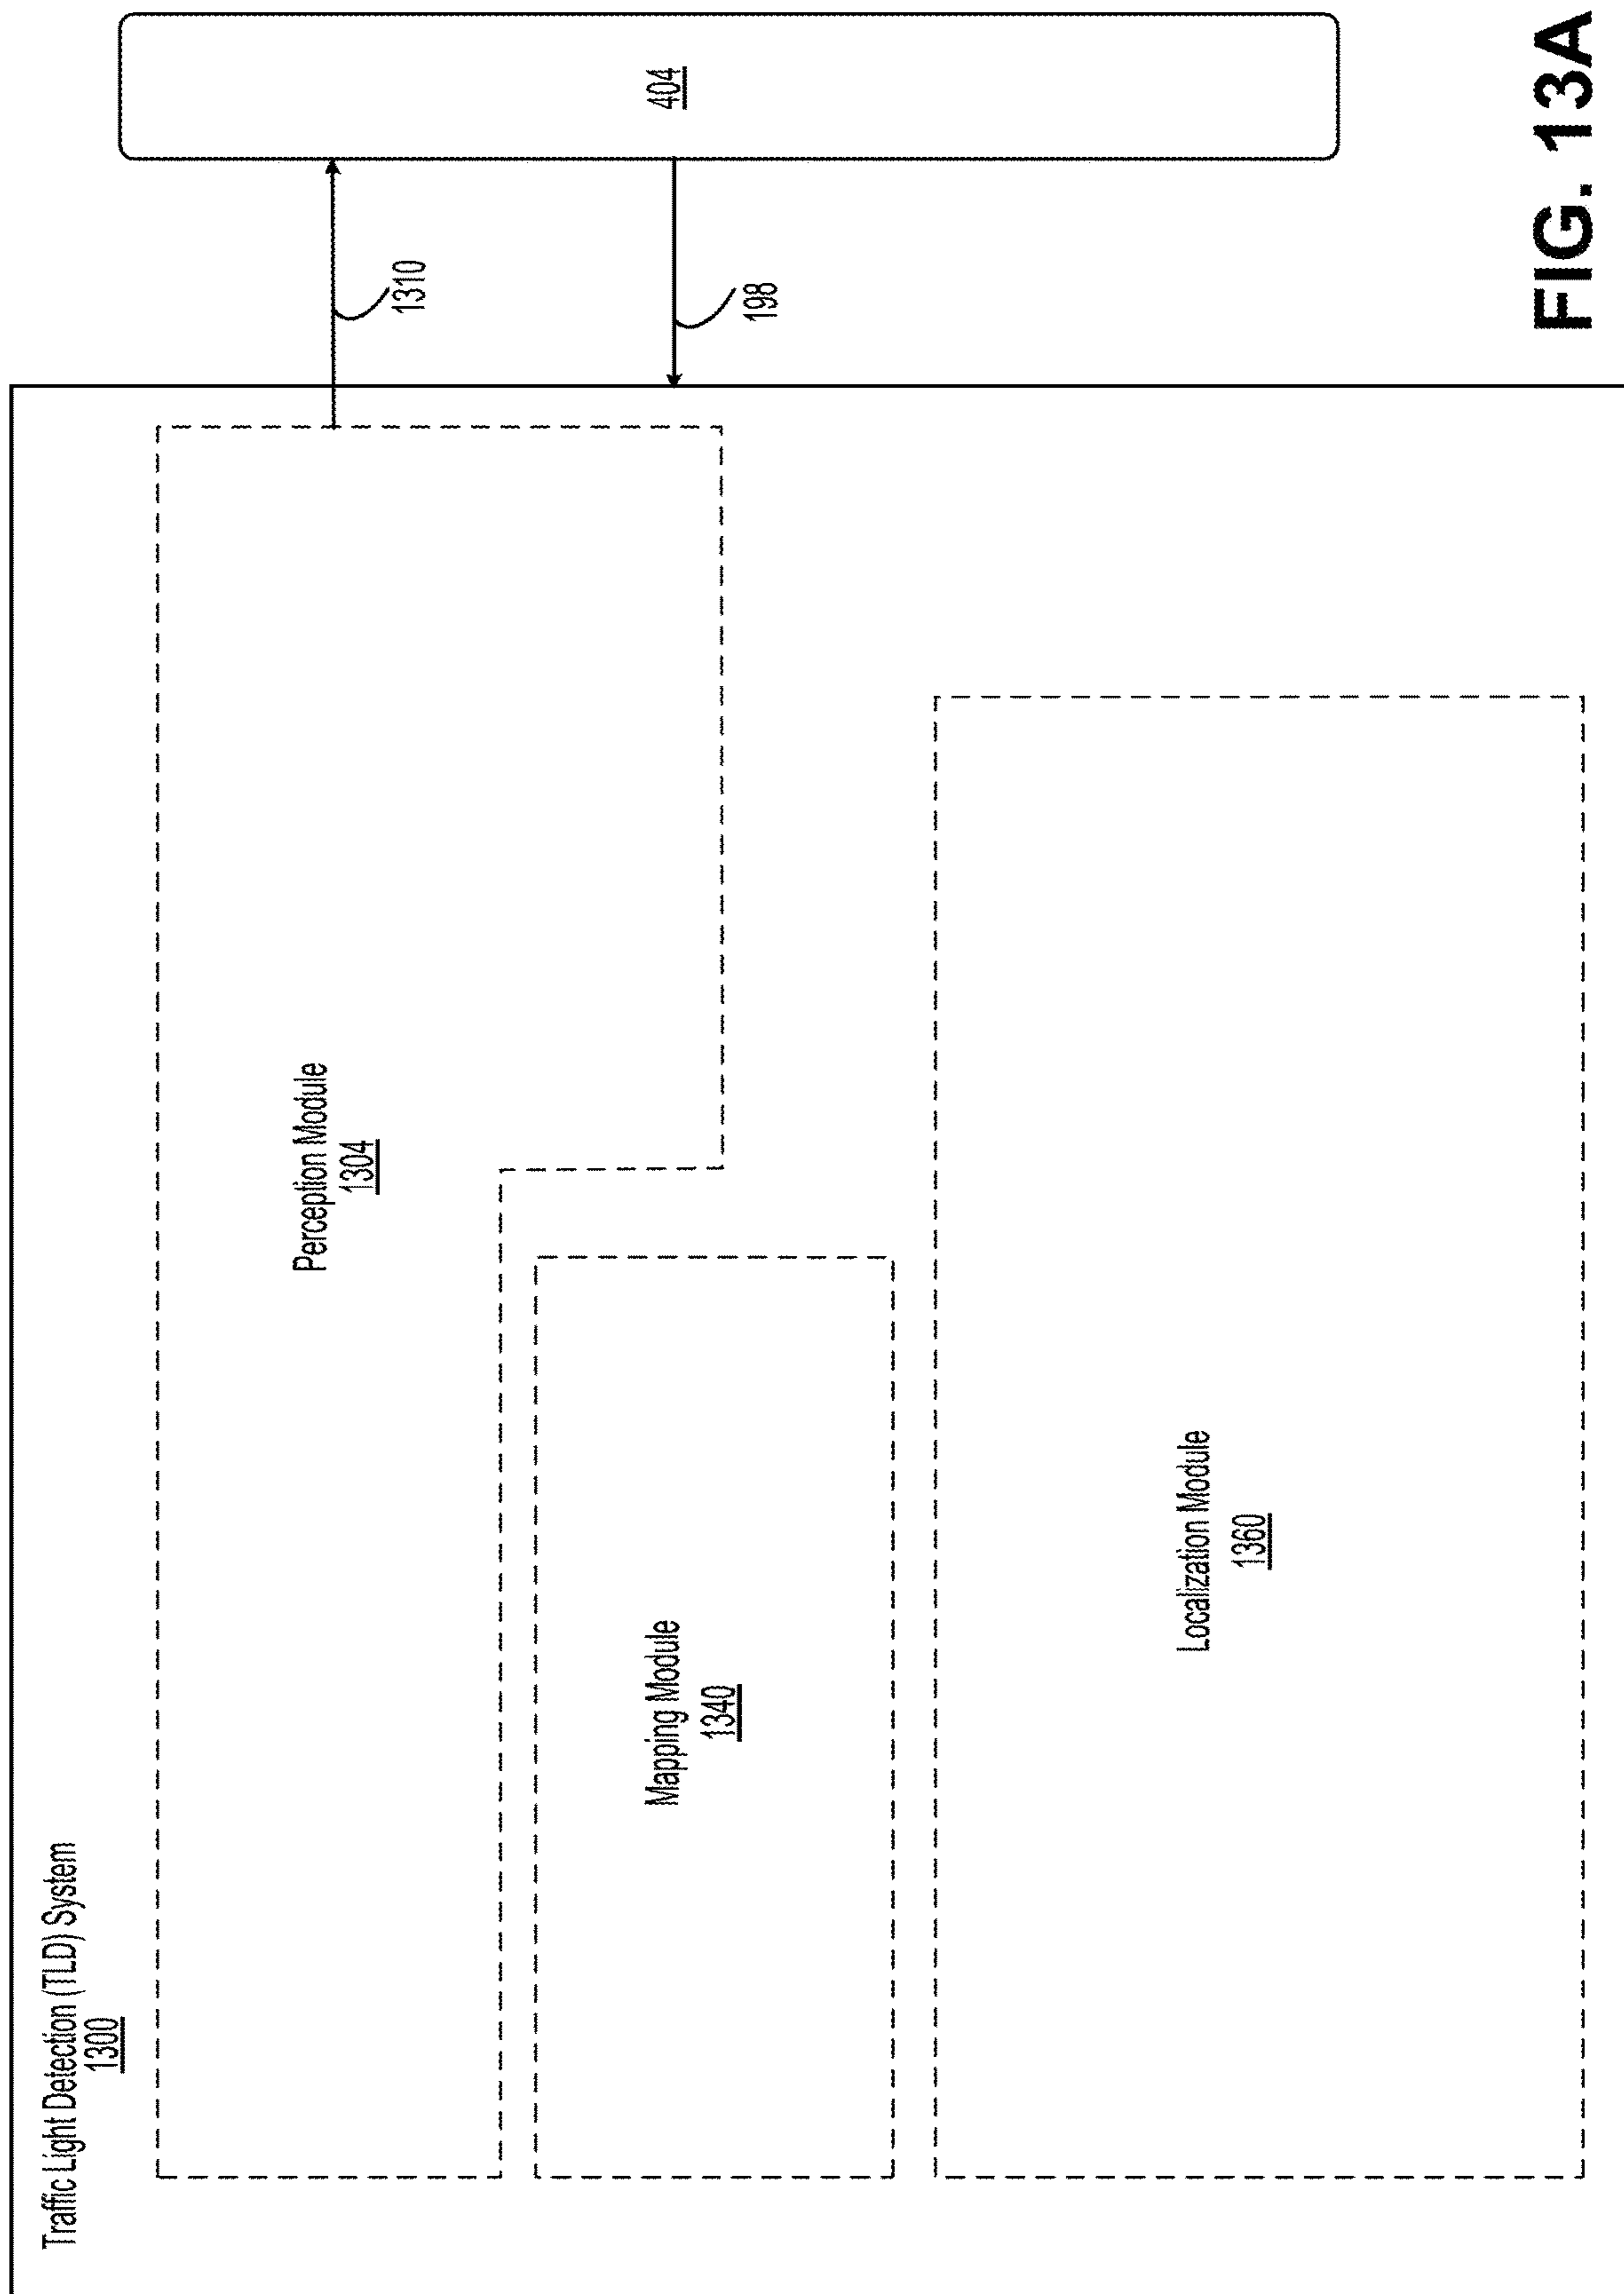 Traffic Light Detection (TLD) System
1300
Perception Module
1304
Mapping Module
1340
Localization Module
1360
1310
198
404
FIG. 13A